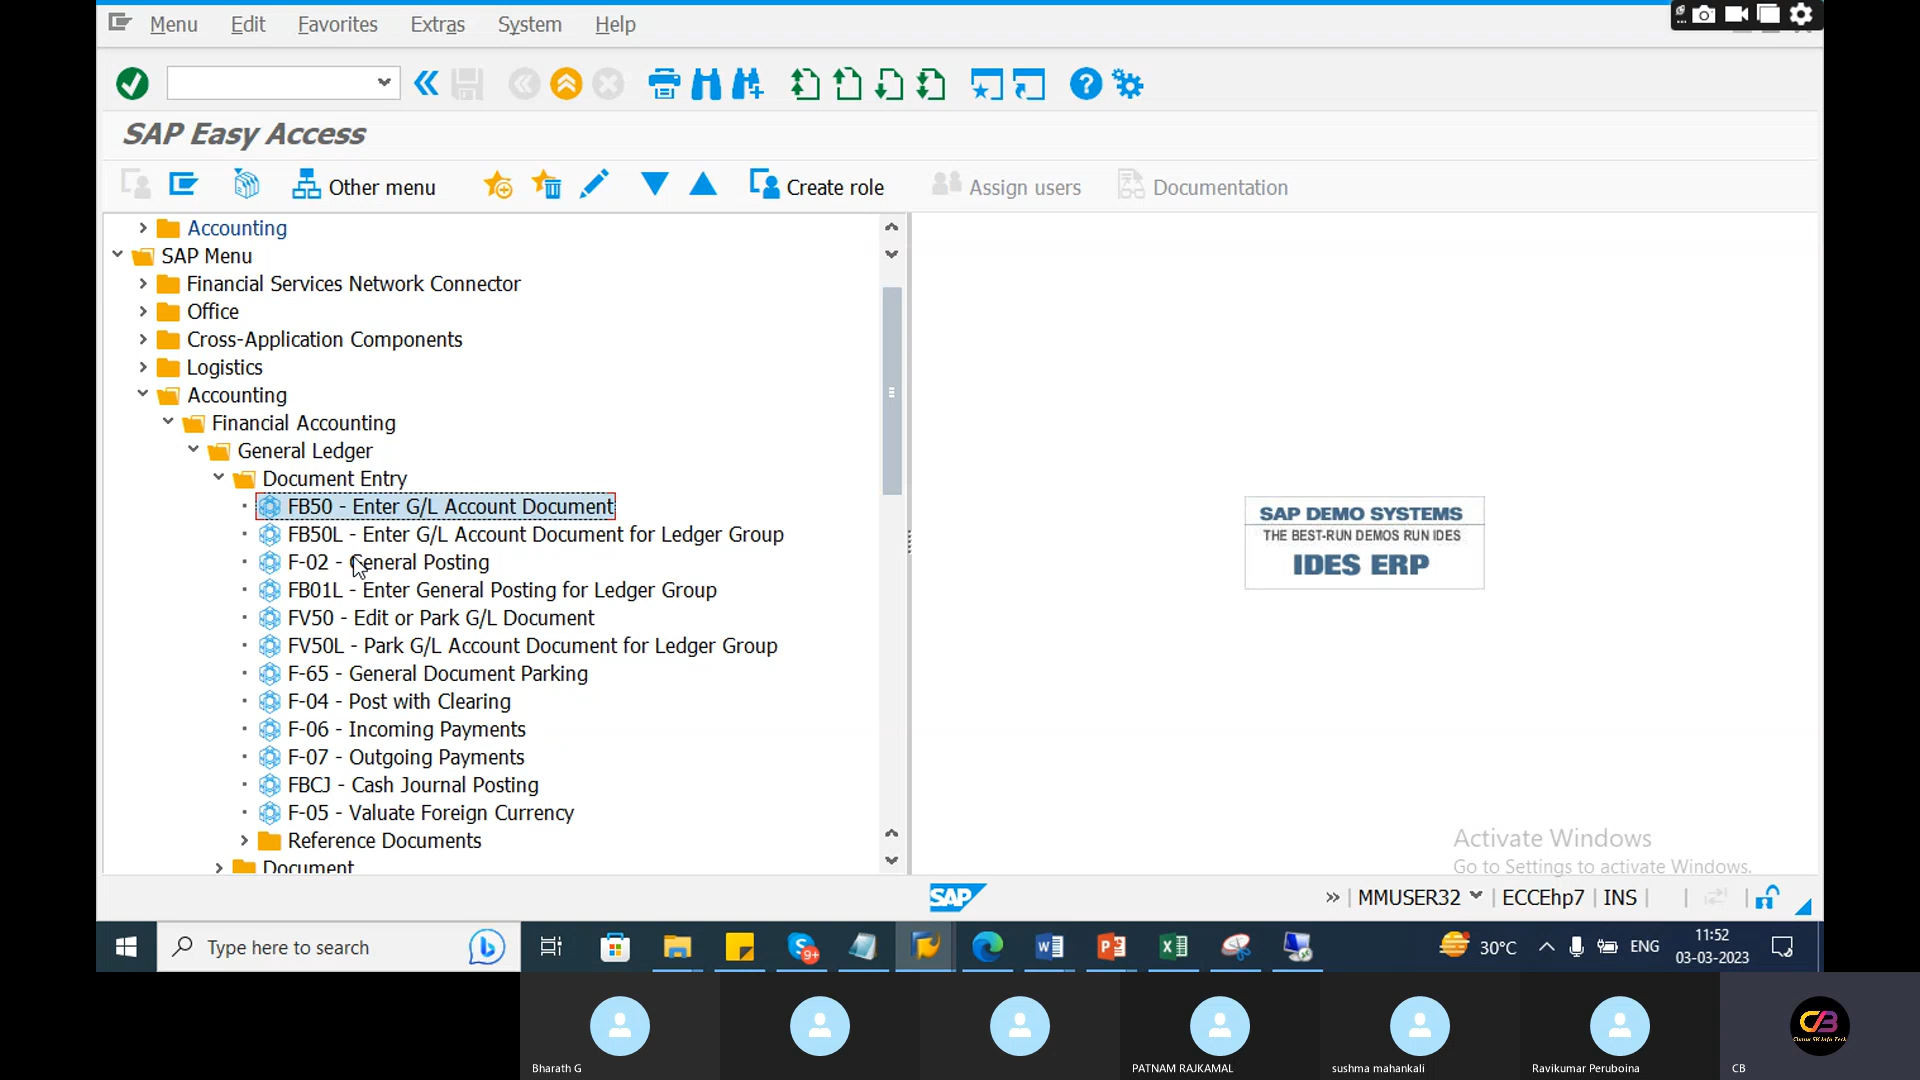 Menu Edit Favorites Extras System Help
SAP Easy Access
Other menu Create role Assign users Documentation
Accounting
SAP Menu
Financial Services Network Connector
Office
Cross-Application Components
Logistics
Accounting
Financial Accounting
General Ledger
Document Entry
FB50 - Enter G/L Account Document
FB50L - Enter G/L Account Document for Ledger Group
F-02 - General Posting
FB01L - Enter General Posting for Ledger Group
FV50 - Edit or Park G/L Document
FV50L - Park G/L Account Document for Ledger Group
F-65 - General Document Parking
F-04 - Post with Clearing
F-06 - Incoming Payments
F-07 - Outgoing Payments
FBCJ - Cash Journal Posting
F-05 - Valuate Foreign Currency
Reference Documents
Document
SAP DEMO SYSTEMS
THE BEST-RUN DEMOS RUN IDES
IDES ERP
Activate Windows
Go to Settings to activate Windows.
SAP
MMUSER32 ECCEhp7 INS
Type here to search
9+
30°C ENG
11:52
03-03-2023
Bharath G
PATNAM RAJKAMAL
sushma mahankali
Ravikumar Peruboina
CB